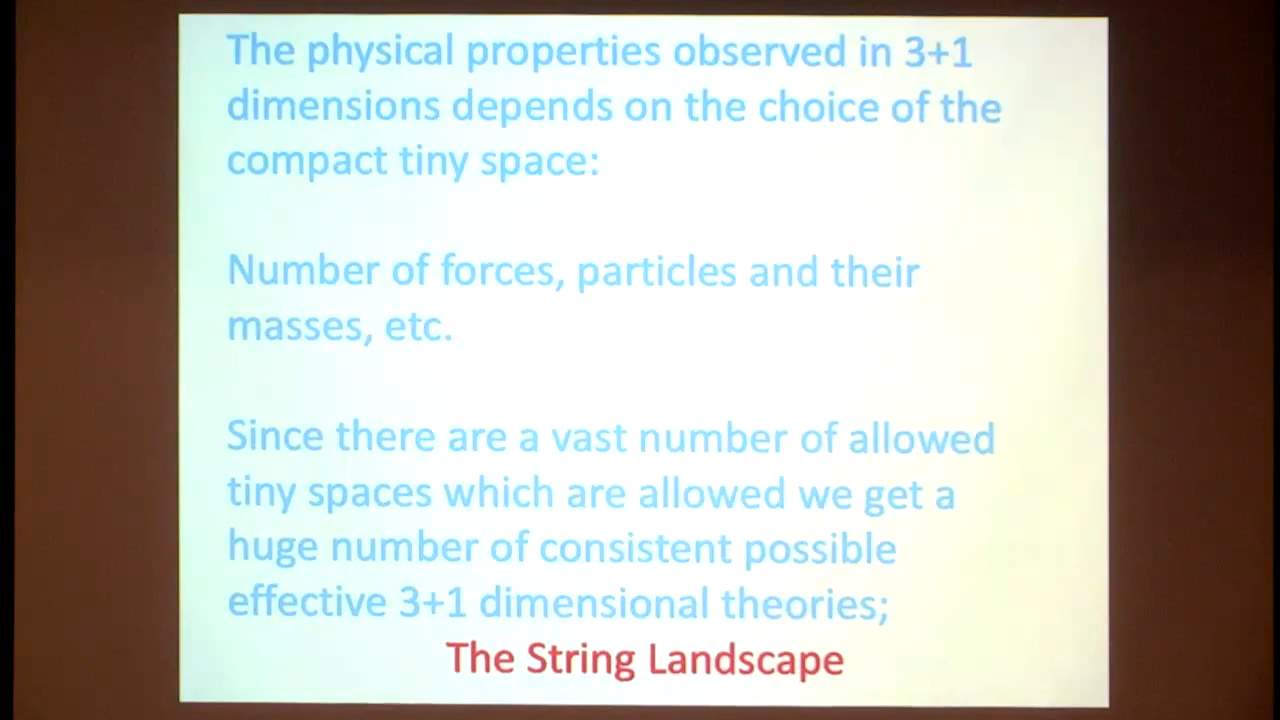 The physical properties observed in 3+1
dimensions depends on the choice of the
compact tiny space:
Number of forces, particles and their
masses, etc.
Since there are a vast number of allowed
tiny spaces which are allowed we get a
huge number of consistent possible
effective 3+1 dimensional theories;
The String Landscape